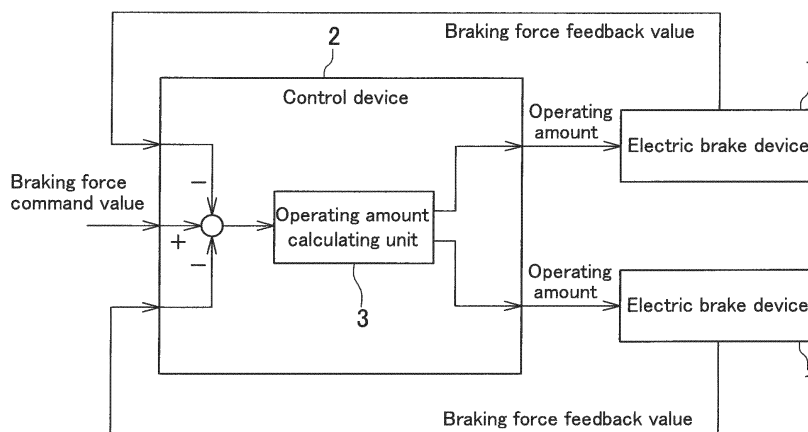 2
Braking force feedback value
Control device
Operating
amount
Electric brake device
Braking force
command value
−
+
−
Operating amount
calculating unit
3
Operating
amount
Electric brake device
Braking force feedback value